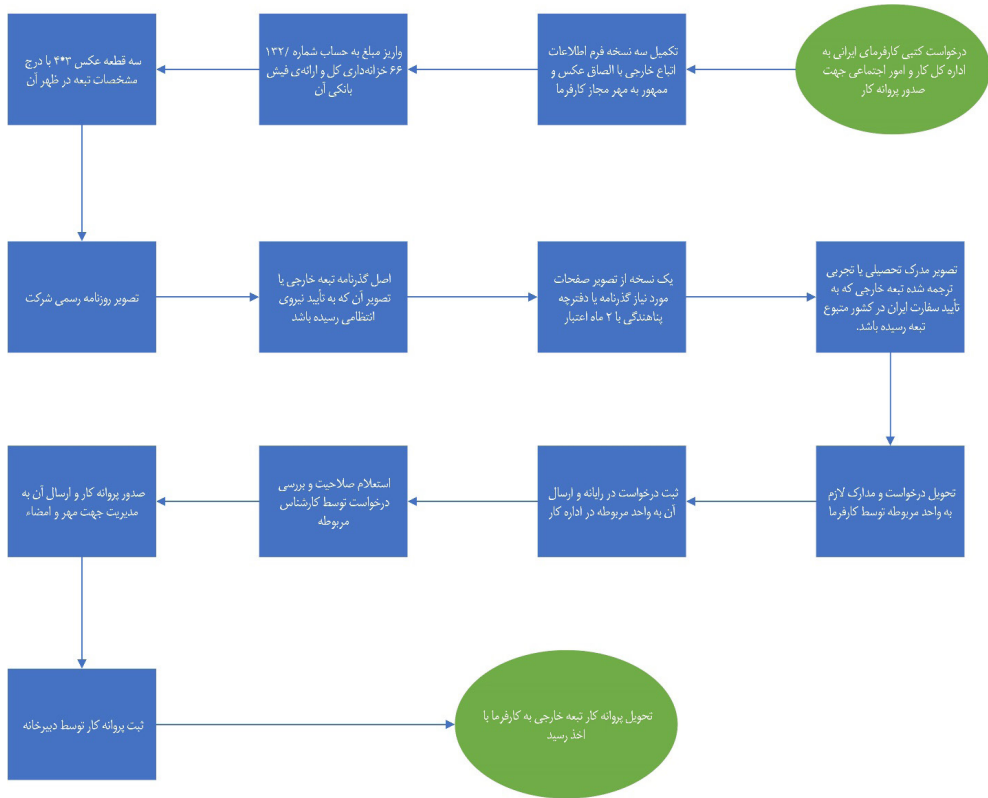 درخواست کتبی کارفرمای ایرانی به
اداره کل کار و امور اجتماعی جهت
صدور پروانه کار
تکمیل سه نسخه فرم اطلاعات
اتباع خارجی با الصاق عکس و
ممهور به مهر مجاز کارفرما
واریز مبلغ به حساب شماره /۱۳۲
۶۶ خزانه‌داری کل و ارائه‌ی فیش
بانکی آن
سه قطعه عکس ۳*۴ با درج
مشخصات تبعه در ظهر آن
تصویر روزنامه رسمی شرکت
اصل گذرنامه تبعه خارجی یا
تصویر آن که به تأیید نیروی
انتظامی رسیده باشد
یک نسخه از تصویر صفحات
مورد نیاز گذرنامه یا دفترچه
پناهندگی با ۲ ماه اعتبار
تصویر مدرک تحصیلی یا تجربی
ترجمه شده تبعه خارجی که به
تأیید سفارت ایران در کشور متبوع
تبعه رسیده باشد.
تحویل درخواست و مدارک لازم
به واحد مربوطه توسط کارفرما
ثبت درخواست در رایانه و ارسال
آن به واحد مربوطه در اداره کار
استعلام صلاحیت و بررسی
درخواست توسط کارشناس
مربوطه
صدور پروانه کار و ارسال آن به
مدیریت جهت مهر و امضاء
ثبت پروانه کار توسط دبیرخانه
تحویل پروانه کار تبعه خارجی به کارفرما با
اخذ رسید